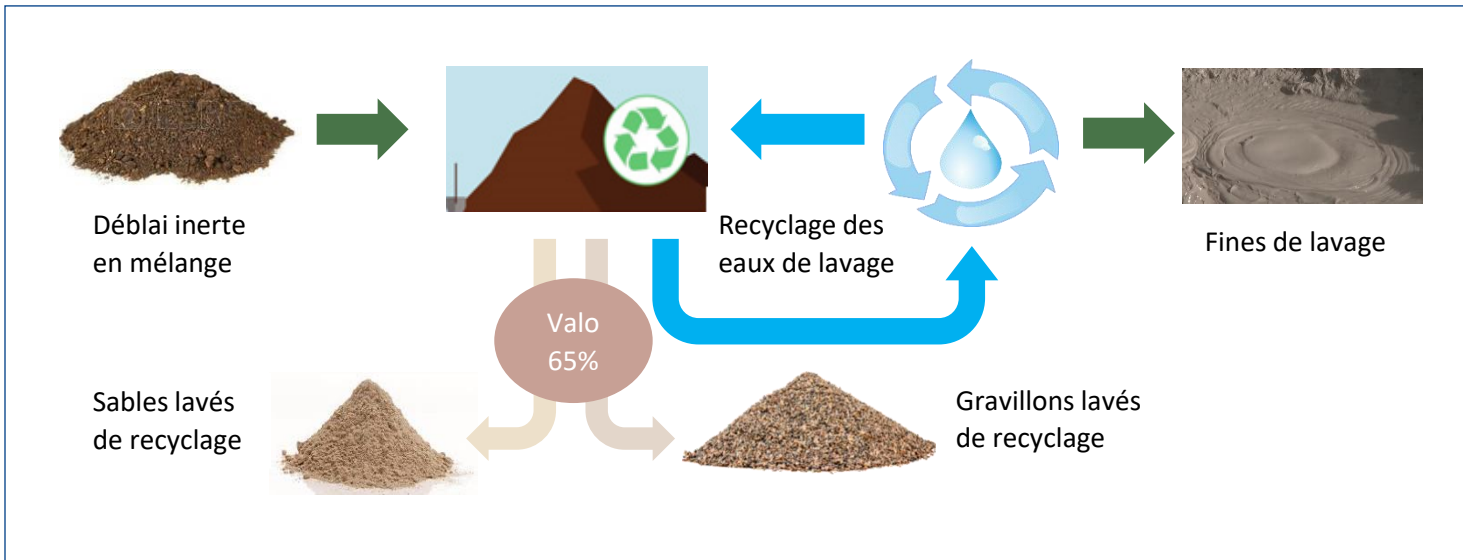 Déblai inerte
en mélange
Recyclage des
eaux de lavage
Fines de lavage
Valo
65%
Sables lavés
de recyclage
Gravillons lavés
de recyclage